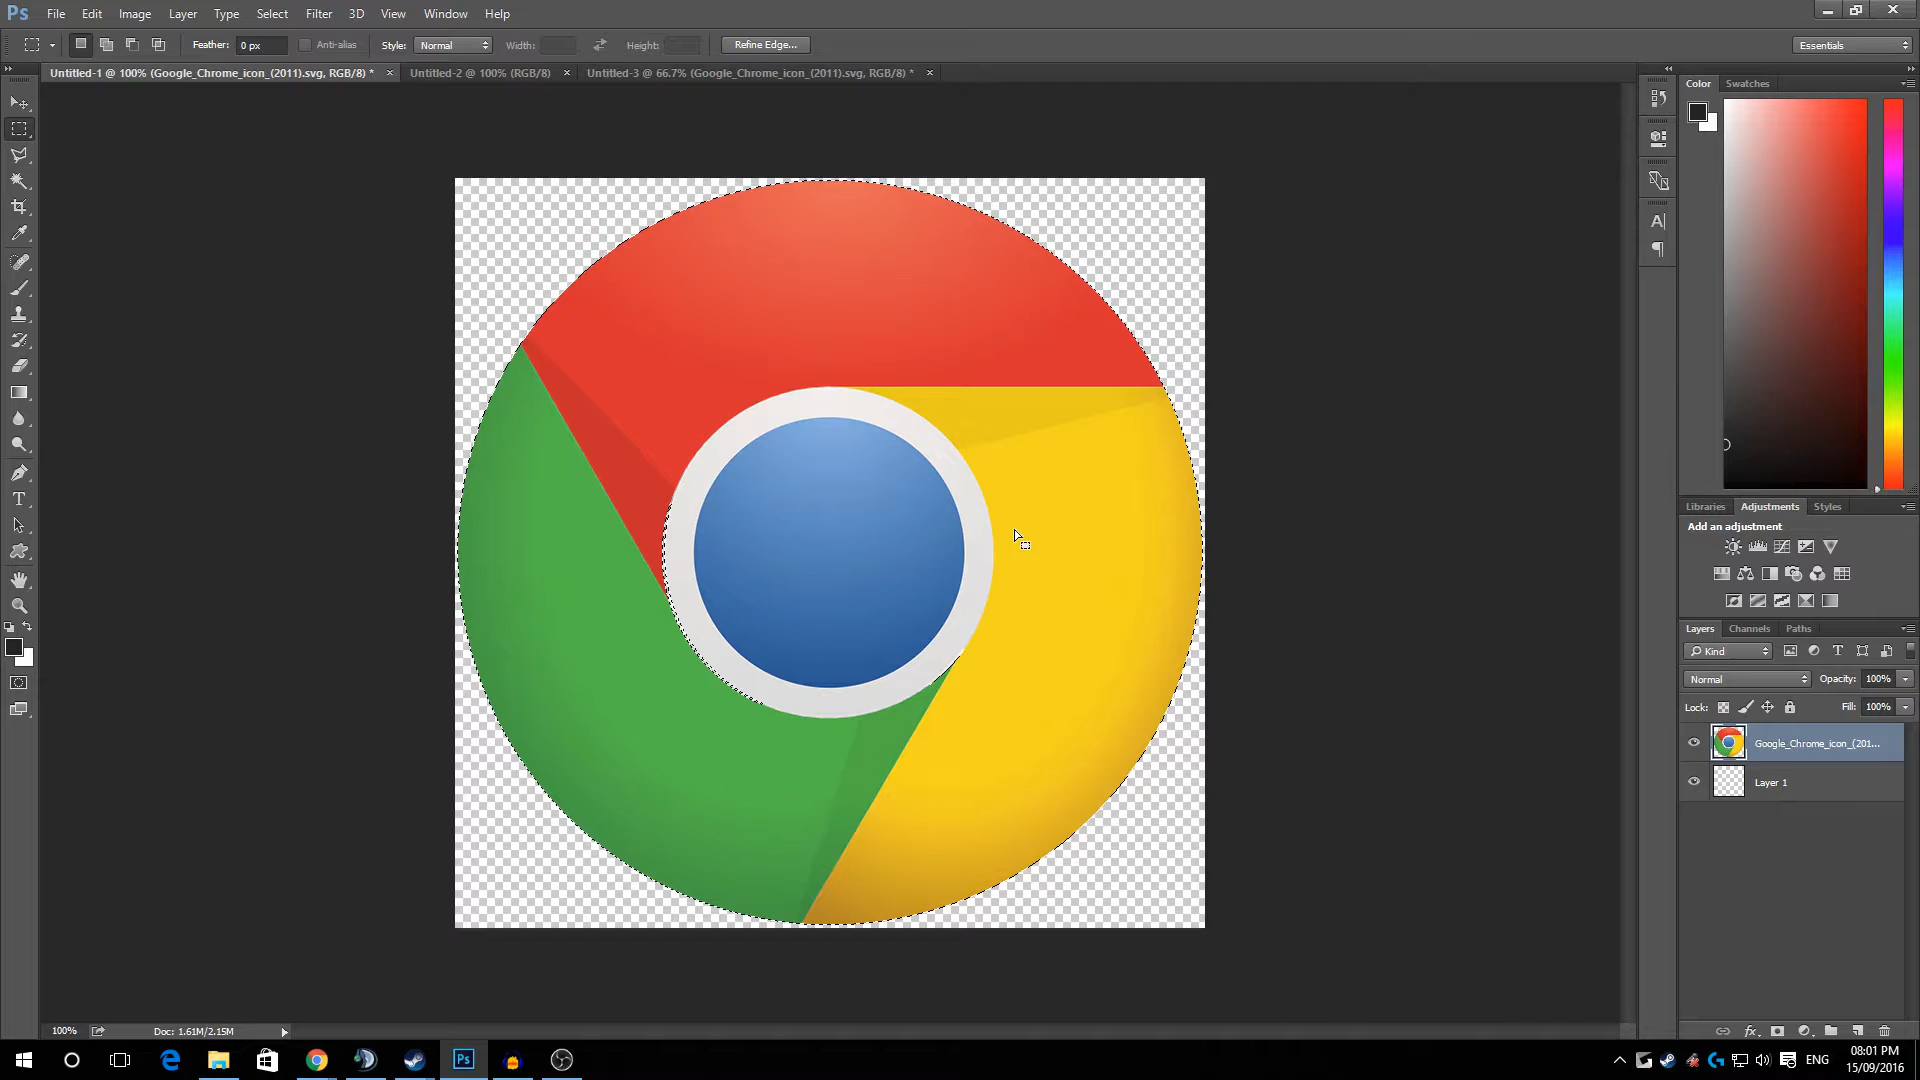 Ps File Edit Image Layer Type Select Filter 3D View Window Help
Feather: 0 px Anti-alias Style: Normal Width: Height: Refine Edge... Essentials
Untitled-1 @ 100% (Google_Chrome_icon_(2011).svg, RGB/8) * Untitled-2 @ 100% (RGB/8) Untitled-3 @ 66.7% (Google_Chrome_icon_(2011).svg, RGB/8) *
Color Swatches
Libraries Adjustments Styles
Add an adjustment
Layers Channels Paths
Kind
Normal Opacity: 100%
Lock: Fill: 100%
Google_Chrome_icon_(201...
Layer 1
100% Doc: 1.61M/2.15M
fx
Ps ENG
08:01 PM
15/09/2016